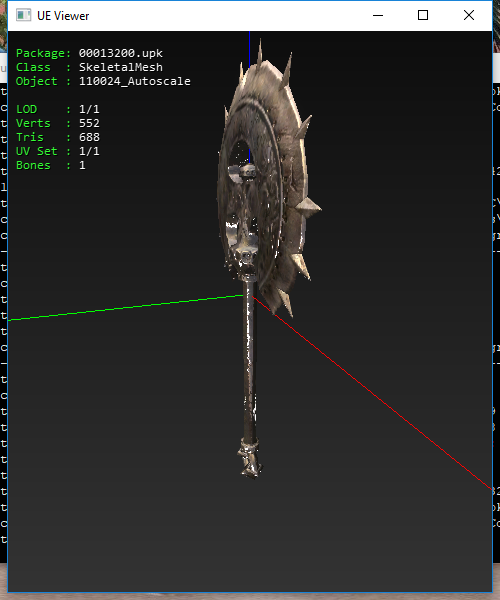 UE Viewer
Package: 00013200.upk
Class  : SkeletalMesh
Object : 110024_Autoscale
LOD    : 1/1
Verts  : 552
Tris   : 688
UV Set : 1/1
Bones  : 1